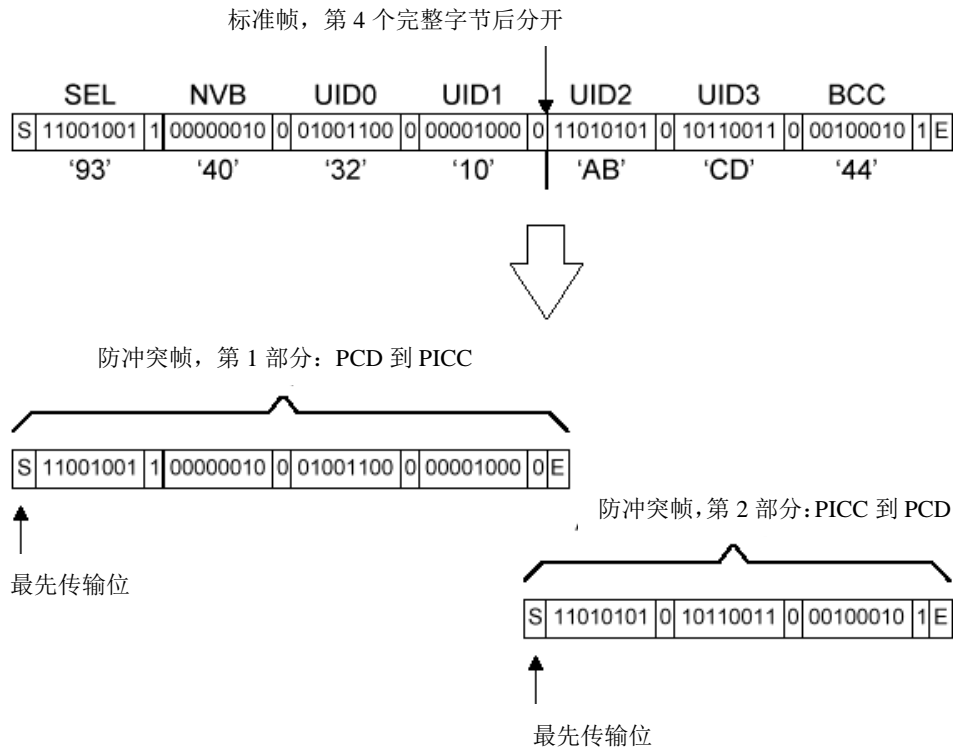 标准帧，第 4 个完整字节后分开
SEL NVB UID0 UID1 UID2 UID3 BCC
S 11001001 1 00000010 0 01001100 0 00001000 0 11010101 0 10110011 0 00100010 1 E
‘93’ ‘40’ ‘32’ ‘10’ ‘AB’ ‘CD’ ‘44’
防冲突帧，第 1 部分：PCD 到 PICC
S 11001001 1 00000010 0 01001100 0 00001000 0 E
防冲突帧，第 2 部分：PICC 到 PCD
最先传输位
S 11010101 0 10110011 0 00100010 1 E
最先传输位